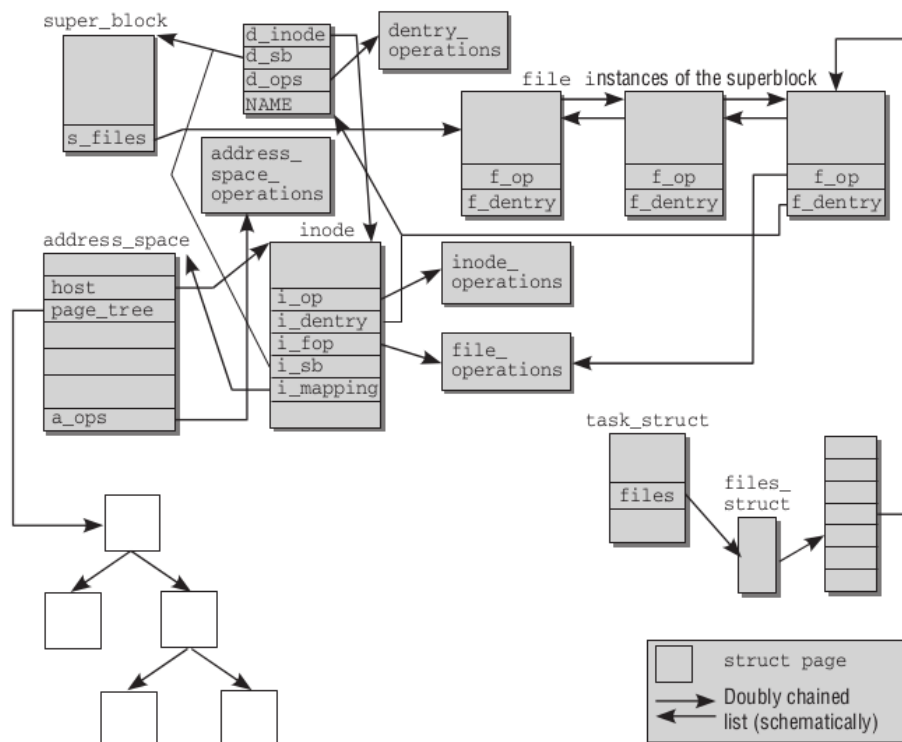 super_block
s_files
d_inode
d_sb
d_ops
NAME
dentry_
operations
file instances of the superblock
f_op
f_dentry
f_op
f_dentry
f_op
f_dentry
address_
space_
operations
address_space
host
page_tree
a_ops
inode
i_op
i_dentry
i_fop
i_sb
i_mapping
inode_
operations
file_
operations
task_struct
files
files_
struct
struct page
Doubly chained
list (schematically)